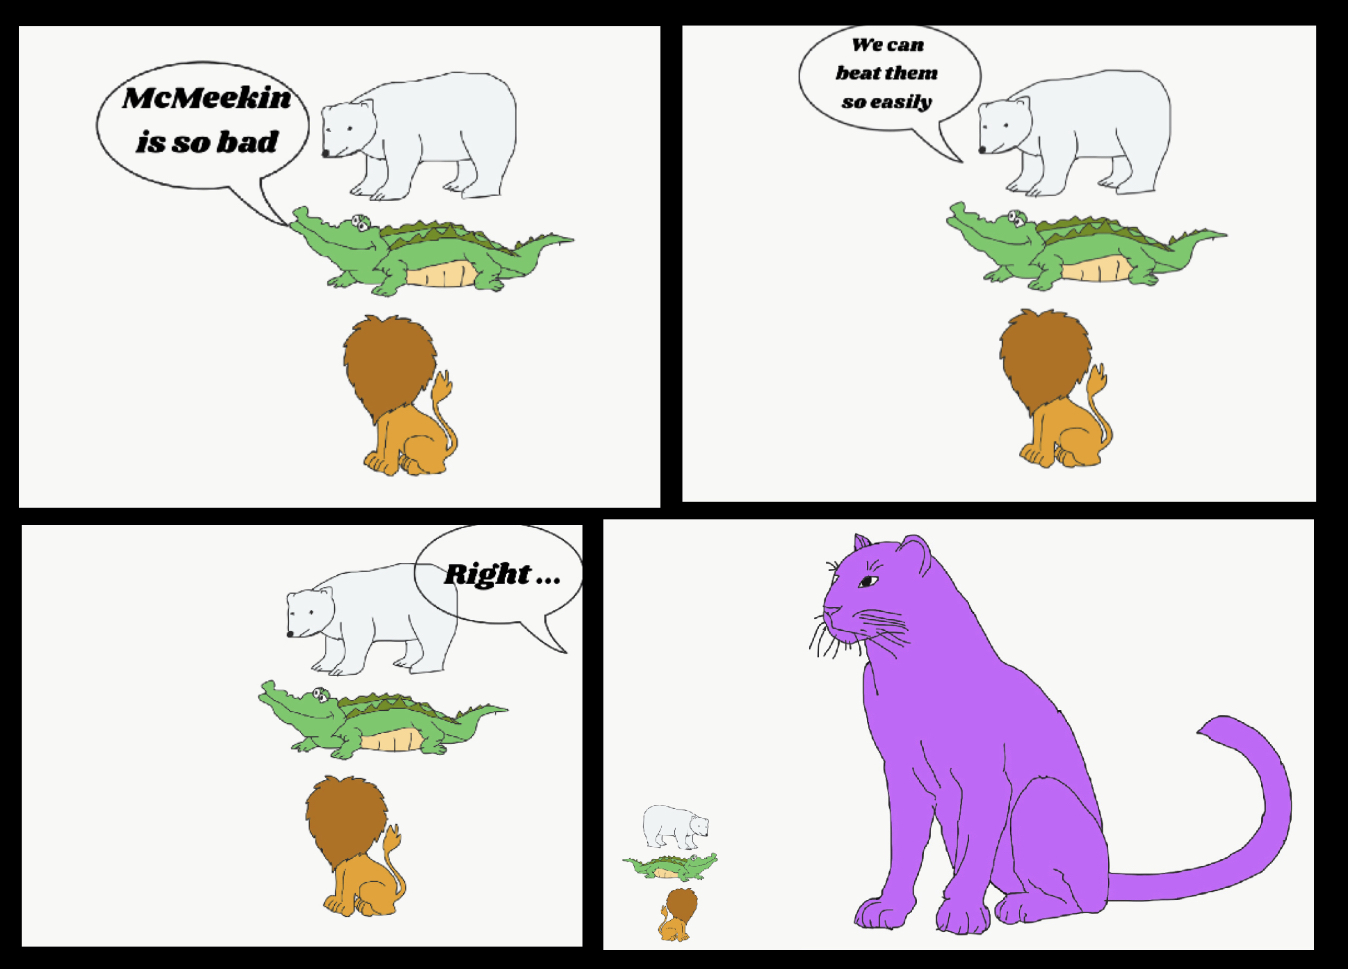 McMeekin
is so bad
We can
beat them
so easily
Right ...